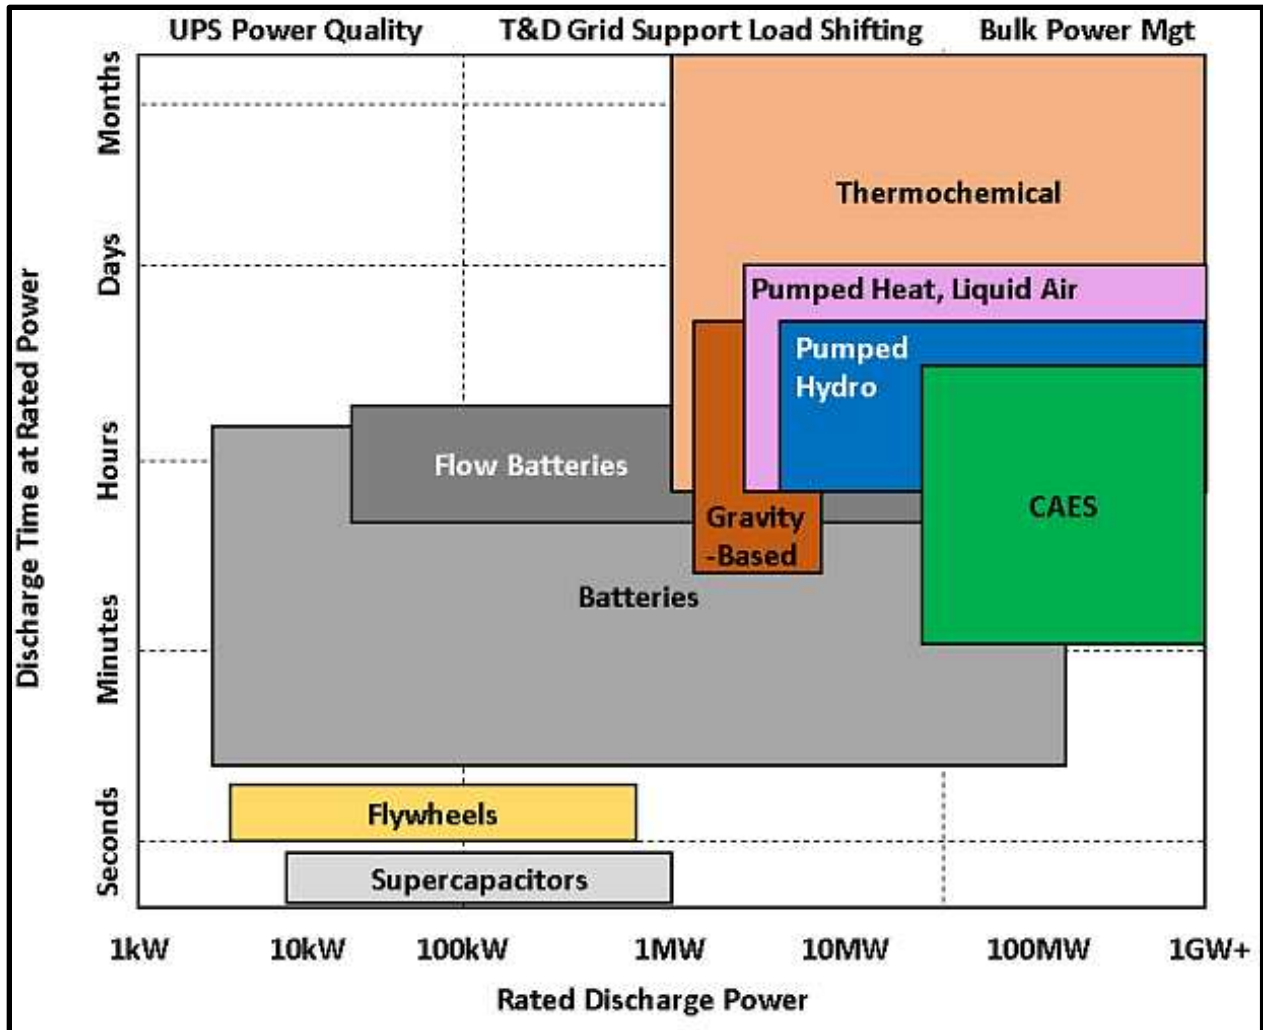 UPS Power Quality T&D Grid Support Load Shifting Bulk Power Mgt
Discharge Time at Rated Power
Months
Days
Hours
Minutes
Seconds
Thermochemical
Pumped Heat, Liquid Air
Pumped
Hydro
Flow Batteries
CAES
Gravity
-Based
Batteries
Flywheels
Supercapacitors
1kW 10kW 100kW 1MW 10MW 100MW 1GW+
Rated Discharge Power